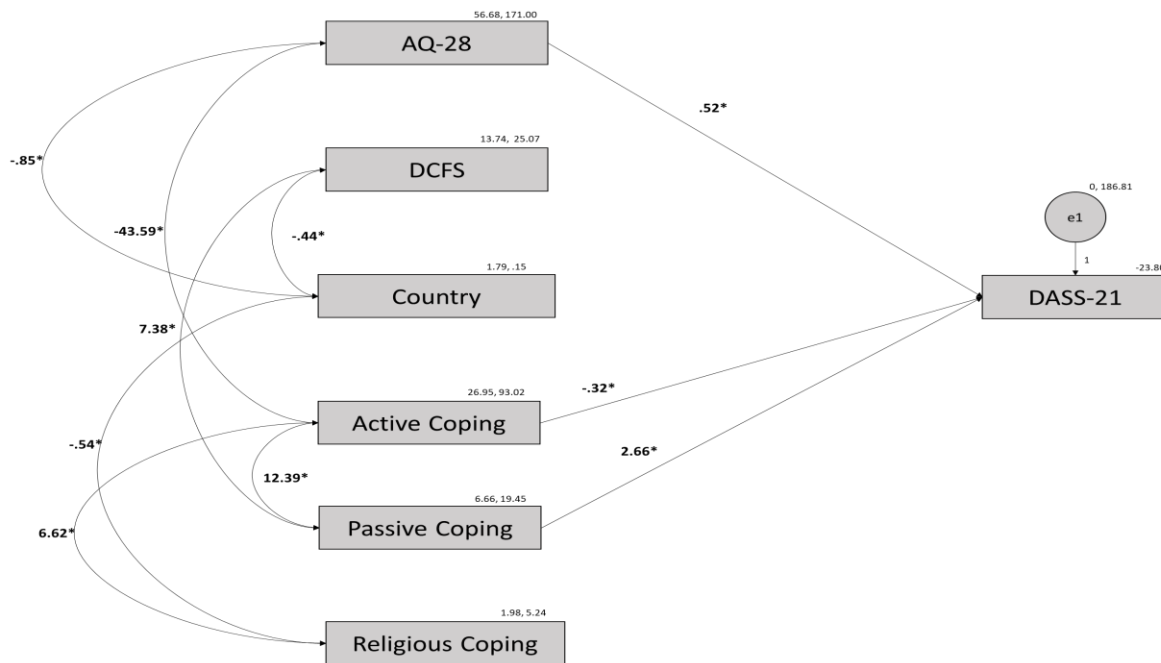 56.68, 171.00
AQ-28
.52*
13.74, 25.07
DCFS
-.85*
0, 186.81
e1
-43.59*
-.44*
1
1.79, .15
-23.86
Country
DASS-21
7.38*
26.95, 93.02
-.32*
Active Coping
-.54*
2.66*
12.39*
6.66, 19.45
Passive Coping
6.62*
1.98, 5.24
Religious Coping